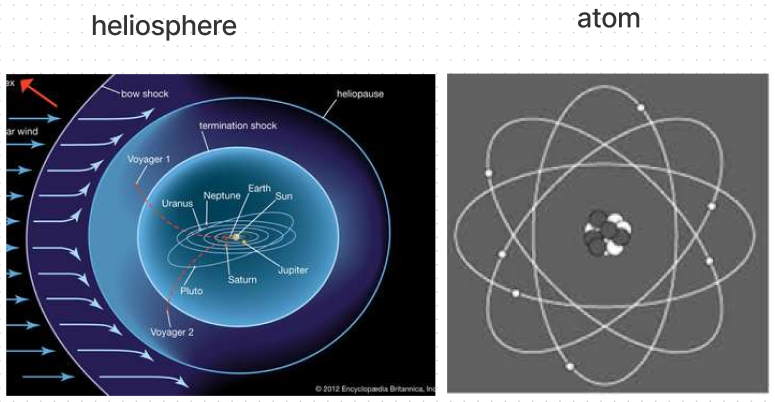 heliosphere
atom
ex
bow shock
heliopause
ar wind
termination shock
Voyager 1
Earth
Neptune
Sun
Uranus
Jupiter
Saturn
Pluto
Voyager 2
© 2012 Encyclopædia Britannica, Inc